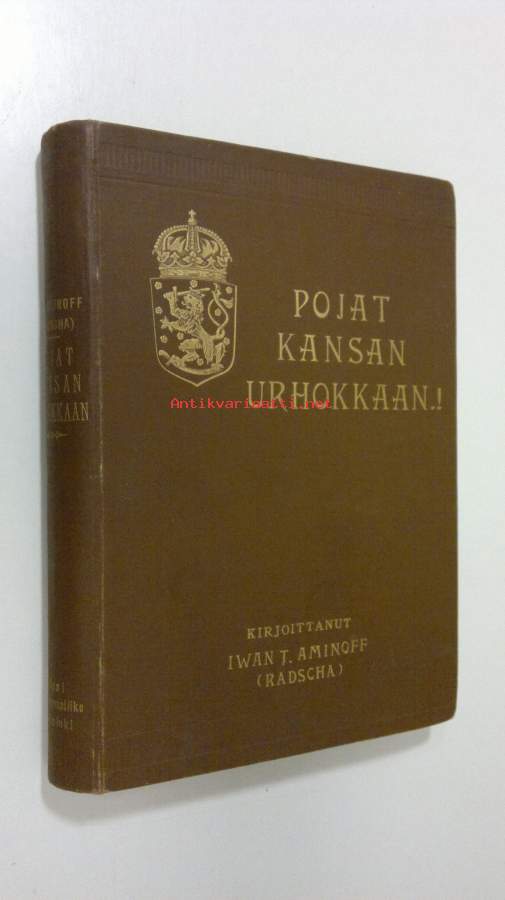 POJAT
KANSAN
URHOKKAAN.!
Antikvariaatti.net
KIRJOITTANUT
IWAN T. AMINOFF
(RADSCHA)